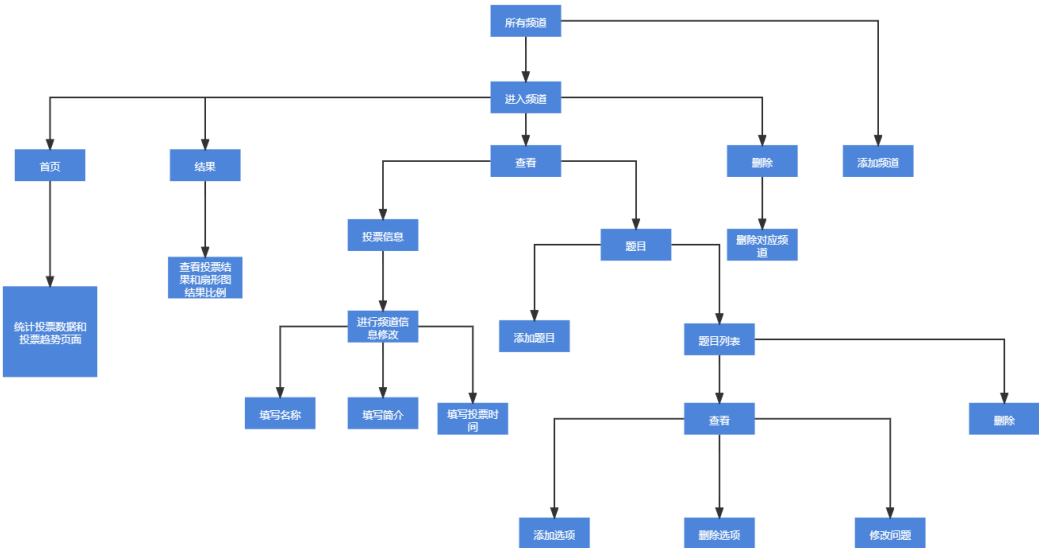 所有频道
进入频道
首页
结果
查看
删除
添加频道
投票信息
题目
删除对应频
道
查看投票结
果和扇形图
结果比例
统计投票数据和
投票趋势页面
进行频道信
息修改
添加题目
题目列表
填写名称
填写简介
填写投票时
间
查看
删除
添加选项
删除选项
修改问题